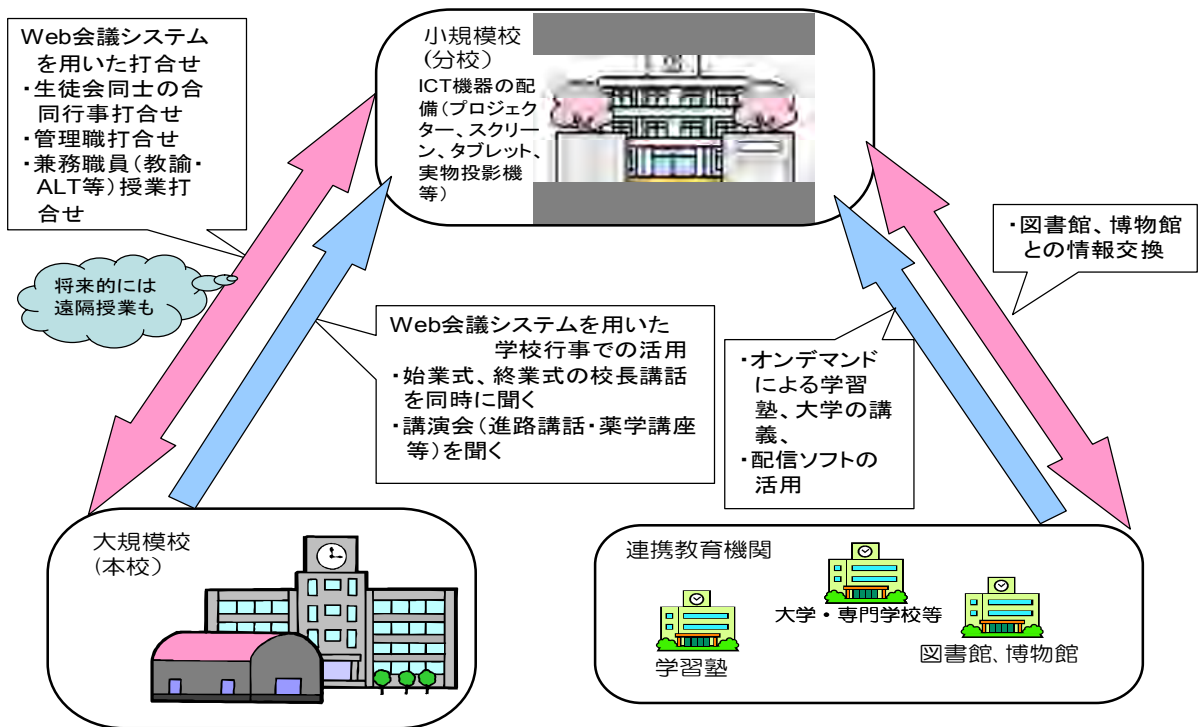 Web会議システム
を用いた打合せ
・生徒会同士の合
同行事打合せ
・管理職打合せ
・兼務職員(教諭・
ALT等)授業打
合せ
小規模校
(分校)
ICT機器の配
備(プロジェク
ター、スクリー
ン、タブレット、
実物投影機
等)
・図書館、博物館
との情報交換
将来的には
遠隔授業も
Web会議システムを用いた
学校行事での活用
・始業式、終業式の校長講話
を同時に聞く
・講演会(進路講話・薬学講座
等)を聞く
・オンデマンド
による学習
塾、大学の講
義、
・配信ソフトの
活用
大規模校
(本校)
連携教育機関
大学・専門学校等
学習塾
図書館、博物館